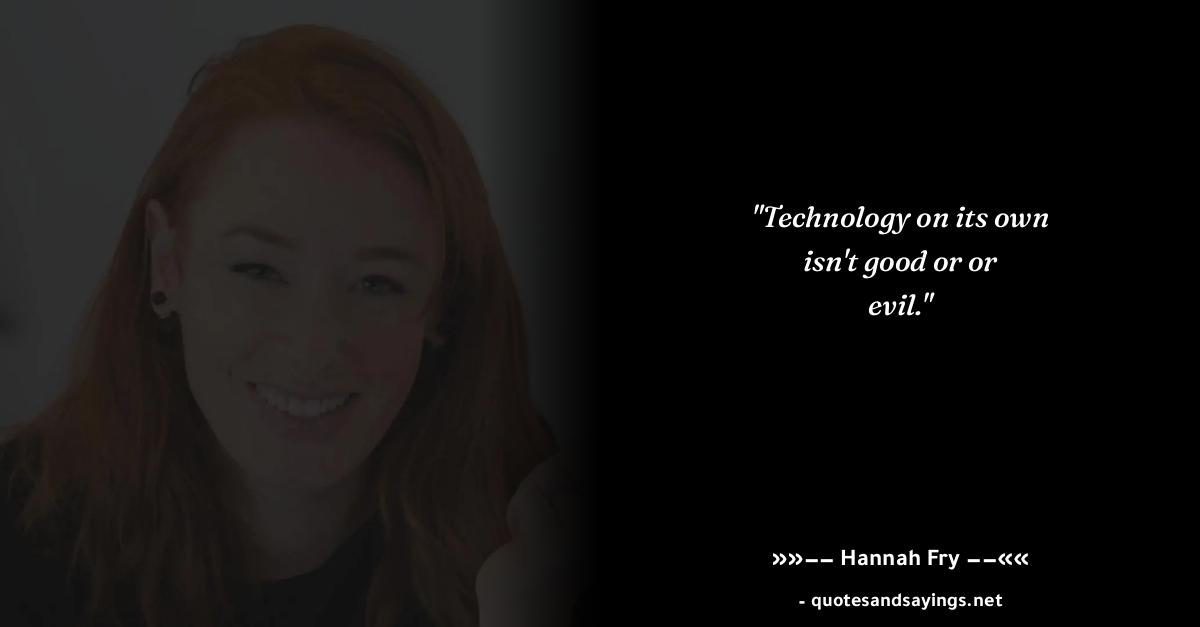 "Technology on its own
isn't good or or
evil."
»»−− Hannah Fry −−««
- quotesandsayings.net